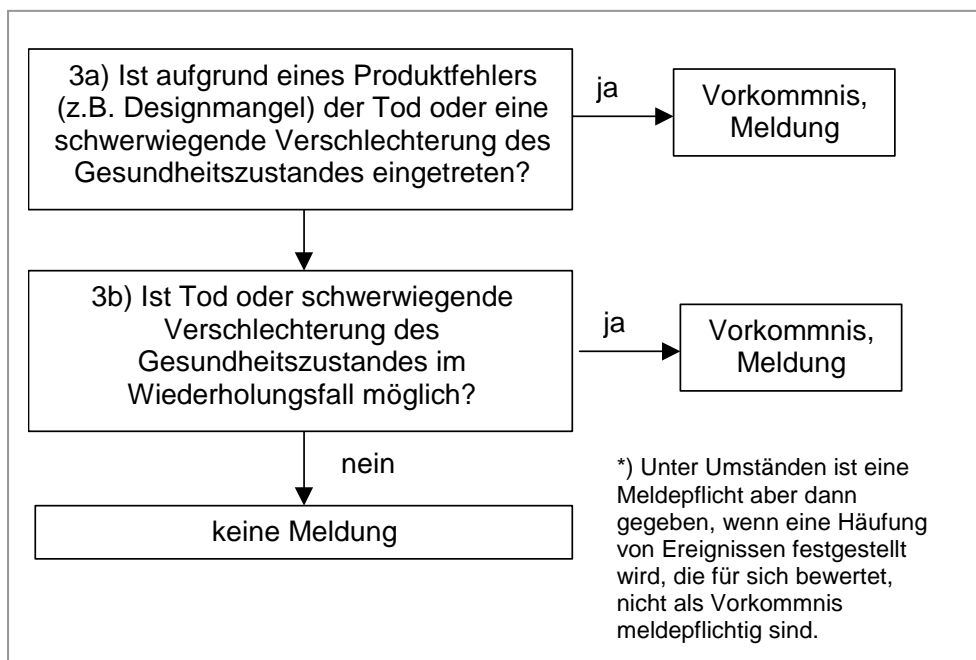 3a) Ist aufgrund eines Produktfehlers
(z.B. Designmangel) der Tod oder eine
schwerwiegende Verschlechterung des
Gesundheitszustandes eingetreten?
ja
Vorkommnis,
Meldung
3b) Ist Tod oder schwerwiegende
Verschlechterung des
Gesundheitszustandes im
Wiederholungsfall möglich?
ja
Vorkommnis,
Meldung
nein
keine Meldung
*) Unter Umständen ist eine
Meldepflicht aber dann
gegeben, wenn eine Häufung
von Ereignissen festgestellt
wird, die für sich bewertet,
nicht als Vorkommnis
meldepflichtig sind.